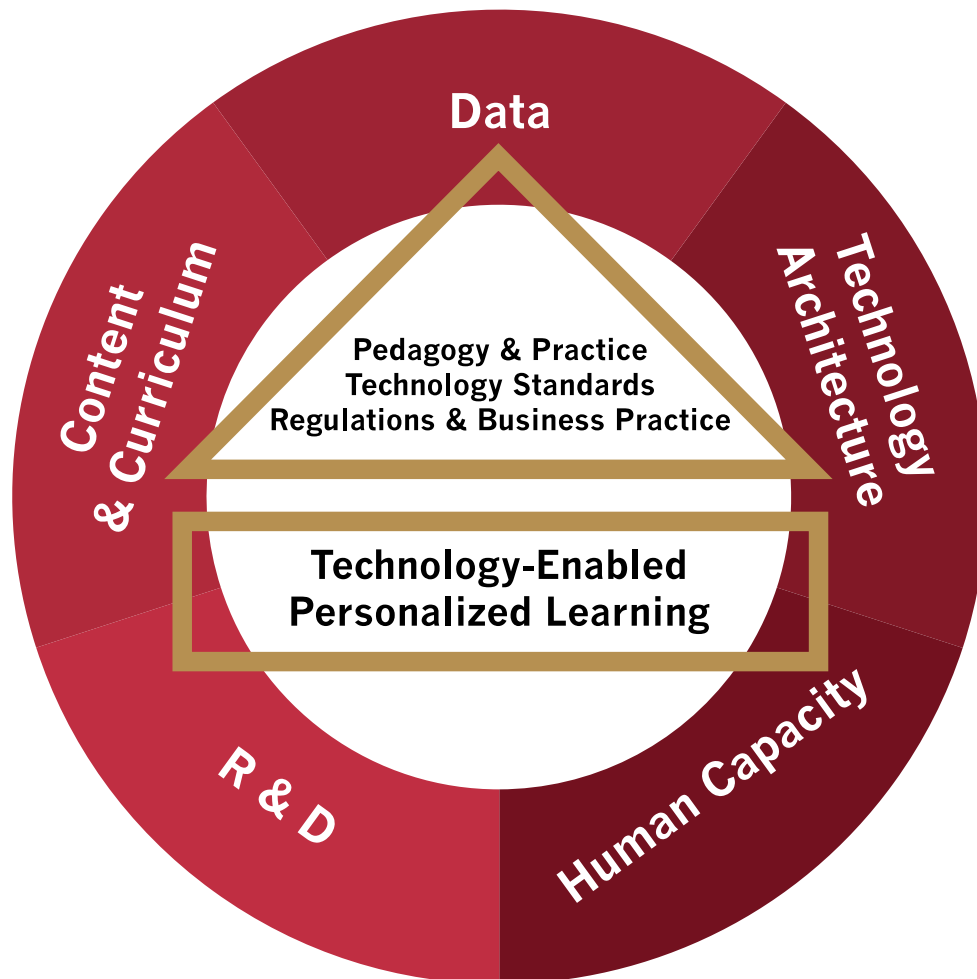 Data
Technology
Architecture
Human Capacity
R & D
Content
& Curriculum
Pedagogy & Practice
Technology Standards
Regulations & Business Practice
Technology-Enabled
Personalized Learning